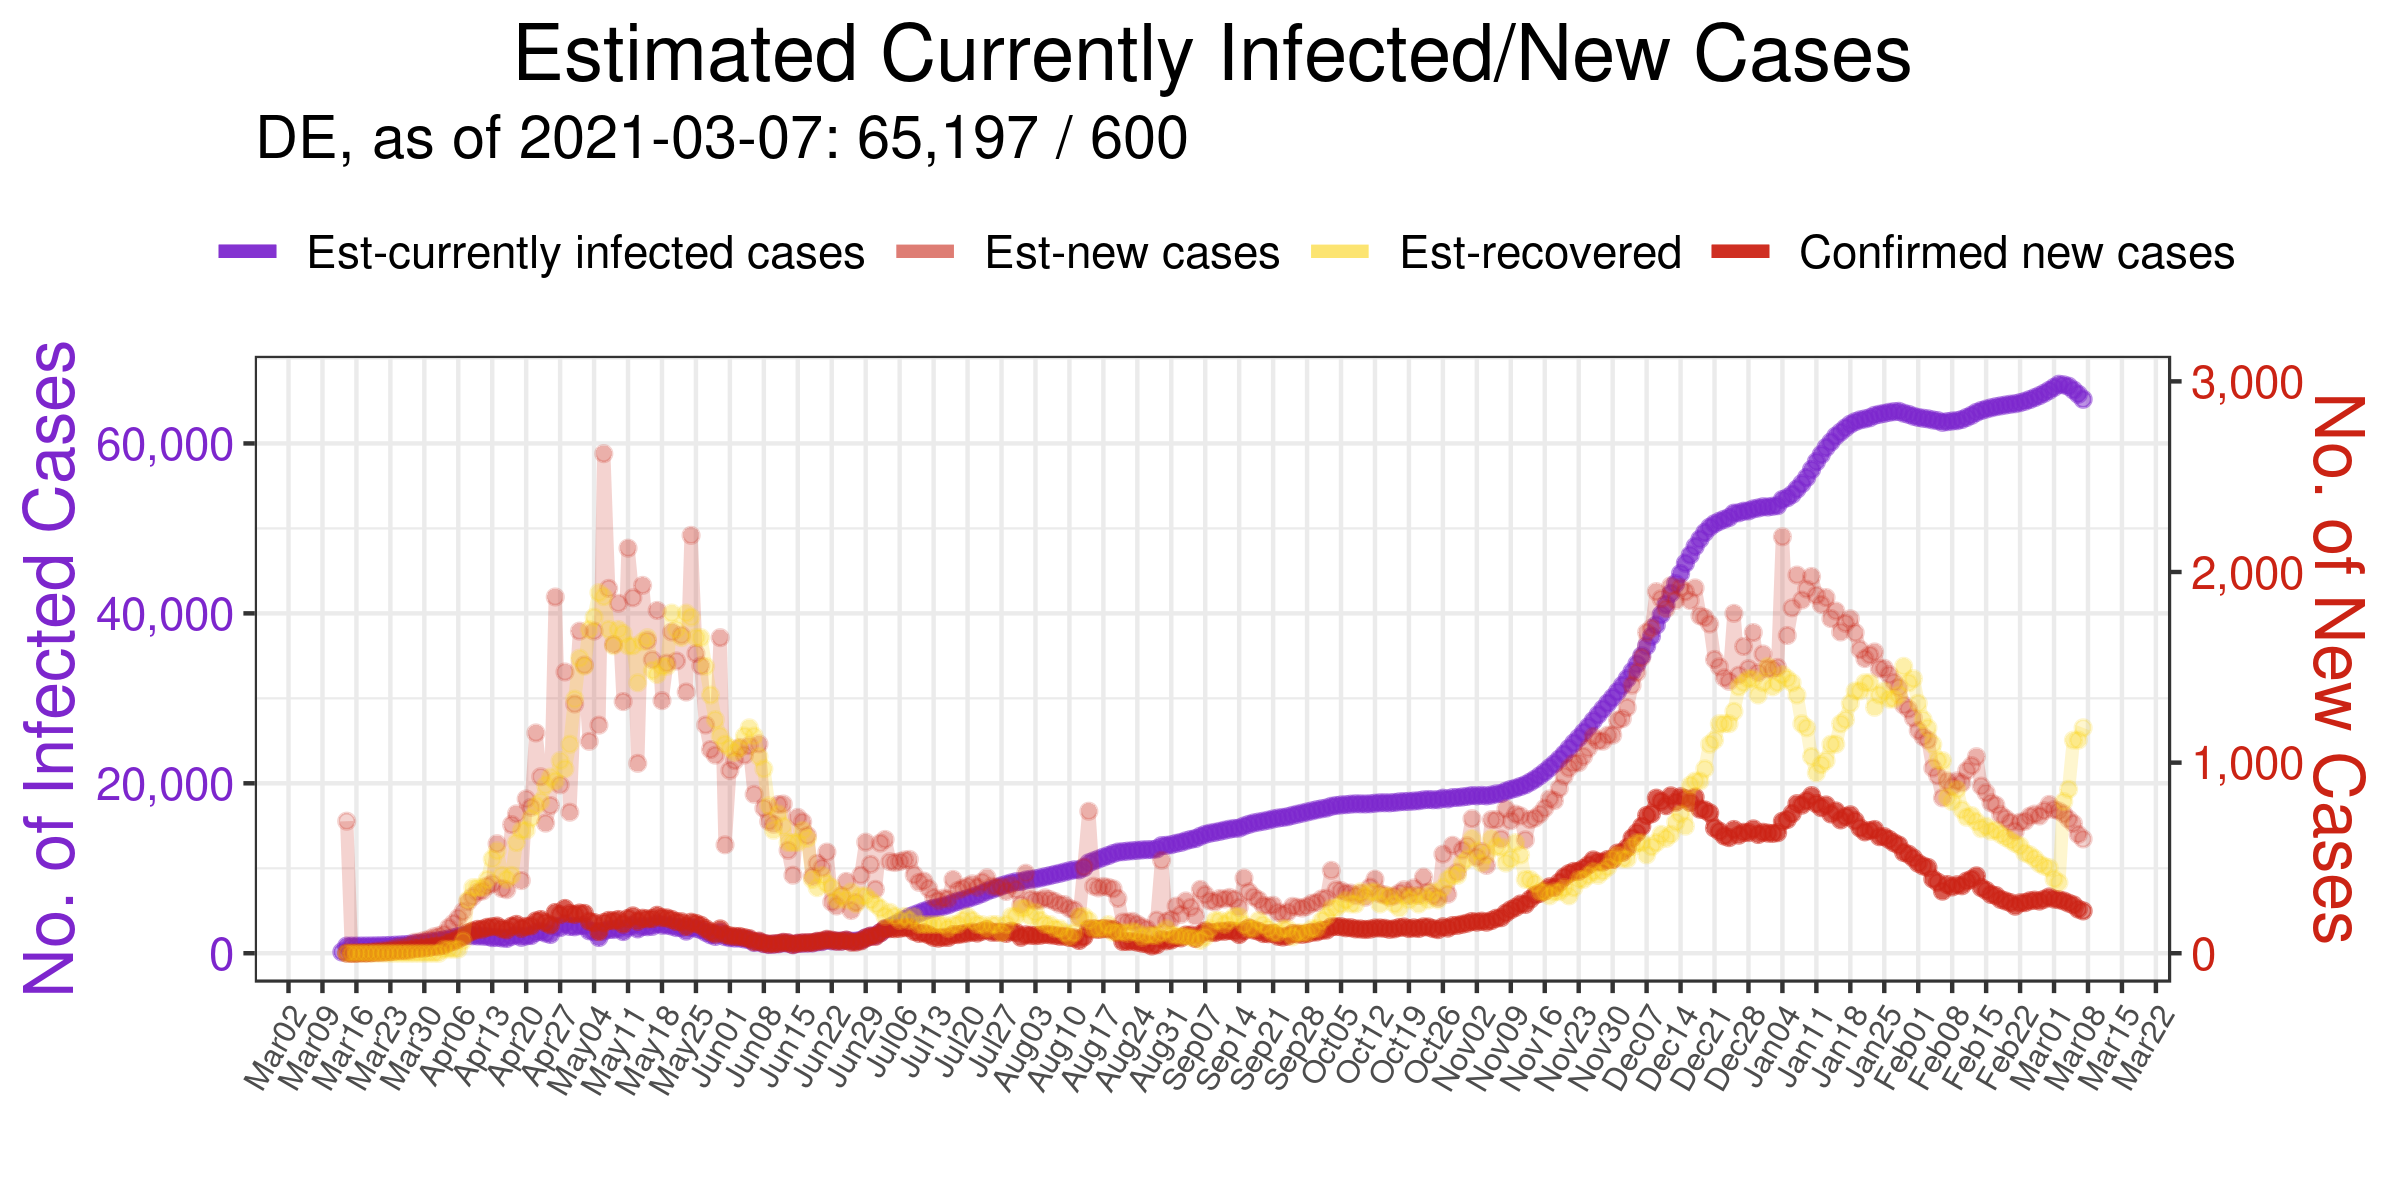 Estimated Currently Infected/New Cases
DE, as of 2021-03-07: 65,197 / 600
Est-currently infected cases
Est-new cases
Est-recovered
Confirmed new cases
No. of Infected Cases
60,000
40,000
20,000
0
3,000
2,000
1,000
0
No. of New Cases
Mar02
Mar09
Mar16
Mar23
Mar30
Apr06
Apr13
Apr20
Apr27
May04
May11
May18
May25
Jun01
Jun08
Jun15
Jun22
Jun29
Jul06
Jul13
Jul20
Jul27
Aug03
Aug10
Aug17
Aug24
Aug31
Sep07
Sep14
Sep21
Sep28
Oct05
Oct12
Oct19
Oct26
Nov02
Nov09
Nov16
Nov23
Nov30
Dec07
Dec14
Dec21
Dec28
Jan04
Jan11
Jan18
Jan25
Feb01
Feb08
Feb15
Feb22
Mar01
Mar08
Mar15
Mar22